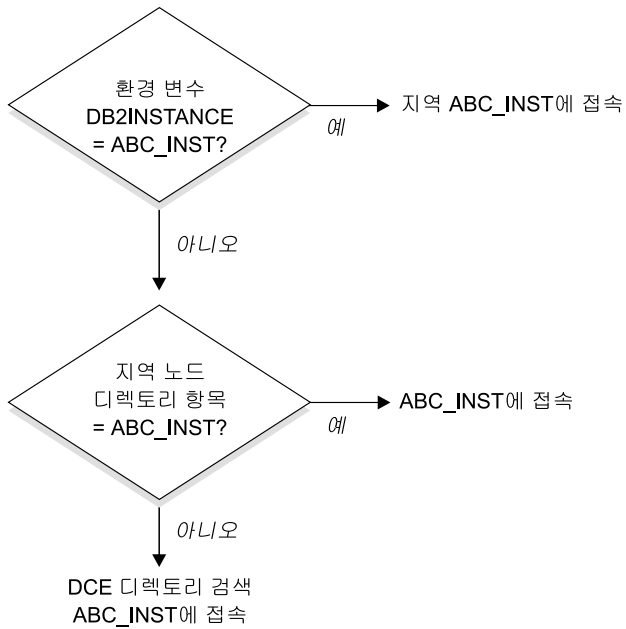 환경 변수
DB2INSTANCE
= ABC_INST?
예
지역 ABC_INST에 접속
아니오
지역 노드
디렉토리 항목
= ABC_INST?
예
ABC_INST에 접속
아니오
DCE 디렉토리 검색
ABC_INST에 접속